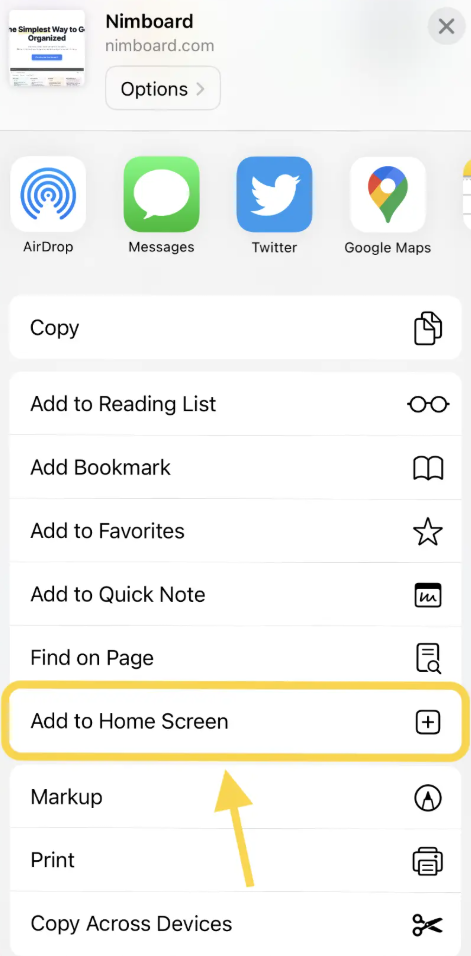 Nimboard
nimboard.com
he Simplest Way to G
Organized
Options
AirDrop
Messages
Twitter
Google Maps
Copy
Add to Reading List
Add Bookmark
Add to Favorites
Add to Quick Note
Find on Page
Add to Home Screen
Markup
Print
Copy Across Devices